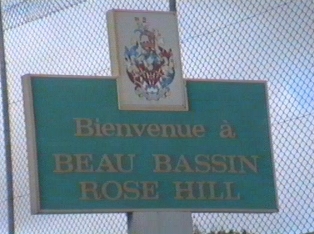 Bienvenue à
BEAU BASSIN
ROSE HILL